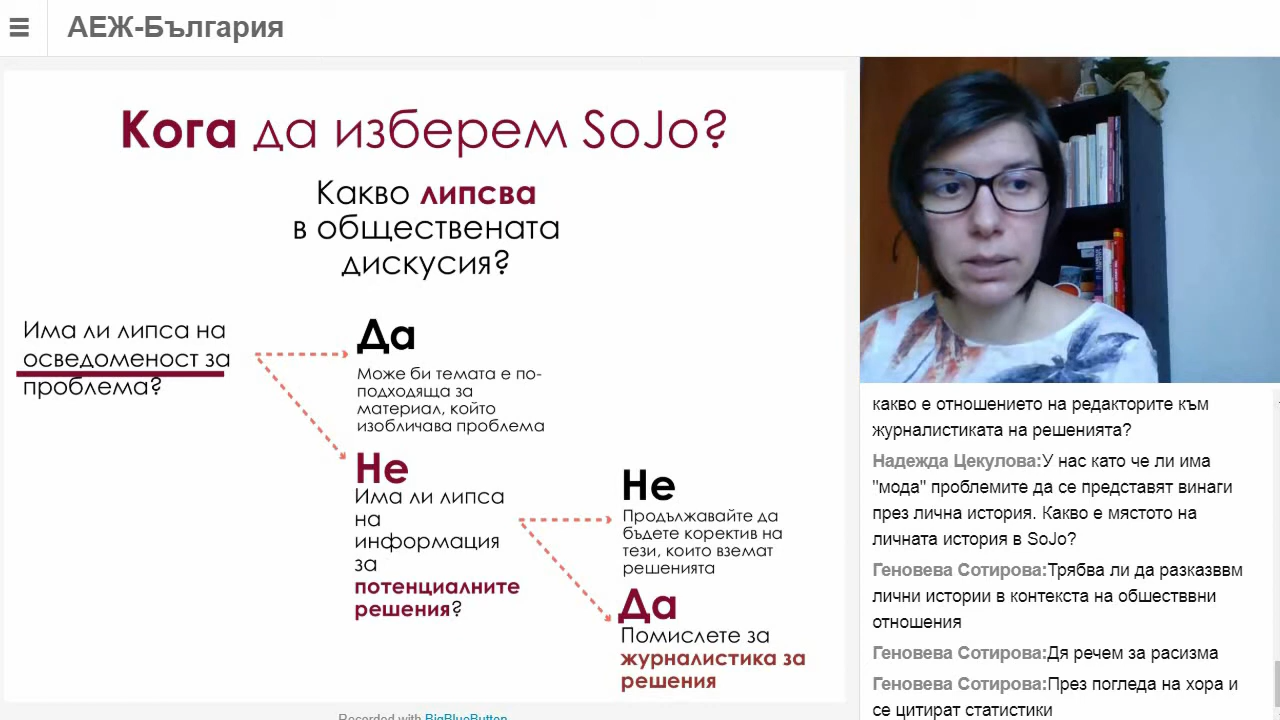 АЕЖ-България
Кога да изберем SoJo?
Какво липсва
в обществената
дискусия?
Има ли липса на
осведоменост за
проблема?
Да
Може би темата е по-
подходяща за
материал, който
изобличава проблема
Не
Има ли липса
на
информация
за
потенциалните
решения?
Не
Продължавайте да
бъдете коректив на
тези, които вземат
решенията
Да
Помислете за
журналистика за
решения
какво е отношението на редакторите към
журналистиката на решенията?
Надежда Цекулова:У нас като че ли има
"мода" проблемите да се представят винаги
през лична история. Какво е мястото на
личната история в SoJo?
Геновева Сотирова:Трябва ли да разказввм
лични истории в контекста на обществвни
отношения
Геновева Сотирова:Дя речем за расизма
Геновева Сотирова:През погледа на хора и
се цитират статистики
Recorded with BigBlueButton